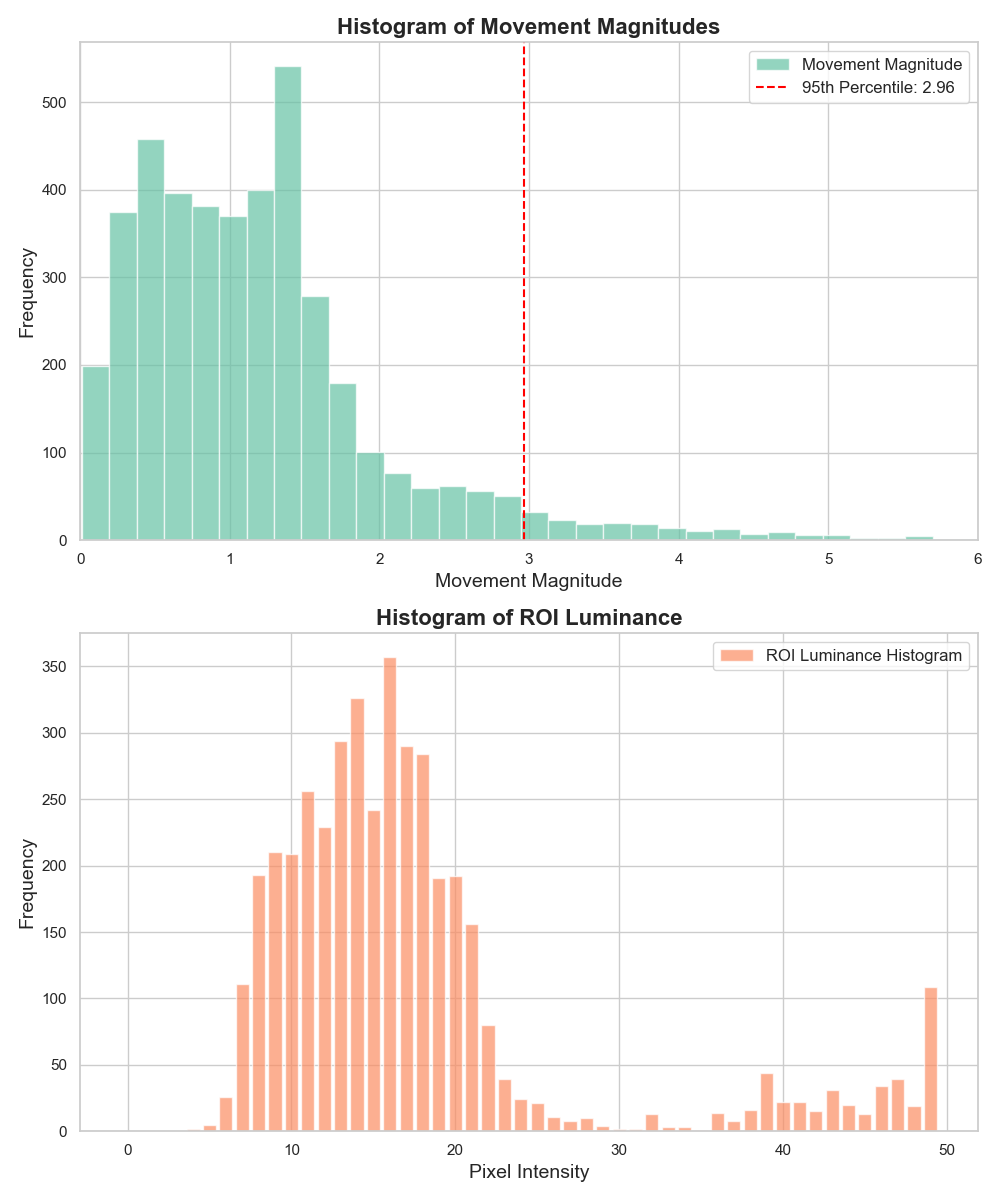 Histogram of Movement Magnitudes
Movement Magnitude
95th Percentile: 2.96
Frequency
500
400
300
200
100
0
0 1 2 3 4 5 6
Movement Magnitude
Histogram of ROI Luminance
ROI Luminance Histogram
Frequency
350
300
250
200
150
100
50
0
0 10 20 30 40 50
Pixel Intensity